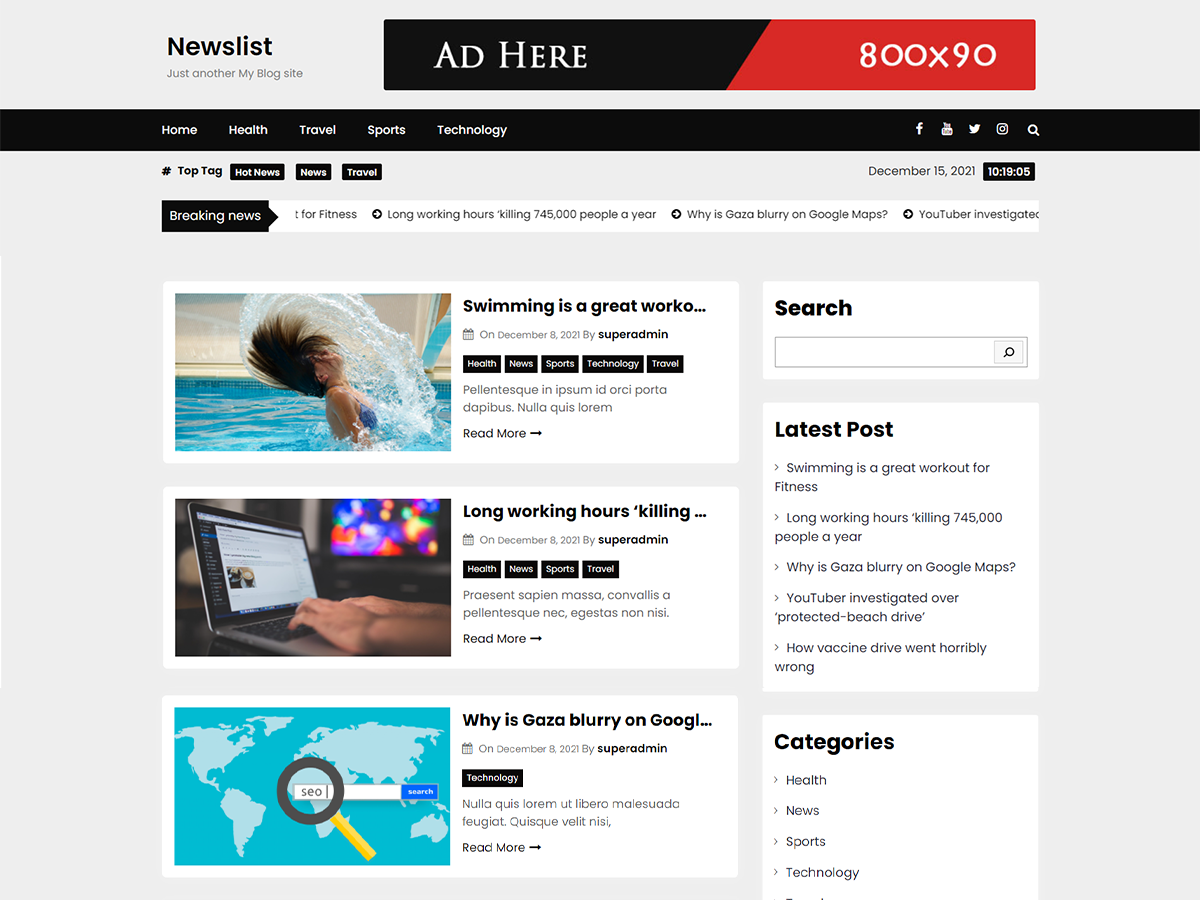 Newslist
Just another My Blog site
AD HERE
800x90
Home Health Travel Sports Technology
# Top Tag Hot News News Travel
December 15, 2021 10:19:05
Breaking news
t for Fitness Long working hours ‘killing 745,000 people a year Why is Gaza blurry on Google Maps? YouTuber investigated
Swimming is a great worko...
On December 8, 2021 By superadmin
Health News Sports Technology Travel
Pellentesque in ipsum id orci porta
dapibus. Nulla quis lorem
Read More
Long working hours ‘killing ...
On December 8, 2021 By superadmin
Health News Sports Travel
Praesent sapien massa, convallis a
pellentesque nec, egestas non nisi.
Read More
seo
search
Why is Gaza blurry on Googl...
On December 8, 2021 By superadmin
Technology
Nulla quis lorem ut libero malesuada
feugiat. Quisque velit nisi,
Read More
Search
Latest Post
Swimming is a great workout for
Fitness
Long working hours ‘killing 745,000
people a year
Why is Gaza blurry on Google Maps?
YouTuber investigated over
‘protected-beach drive’
How vaccine drive went horribly
wrong
Categories
Health
News
Sports
Technology